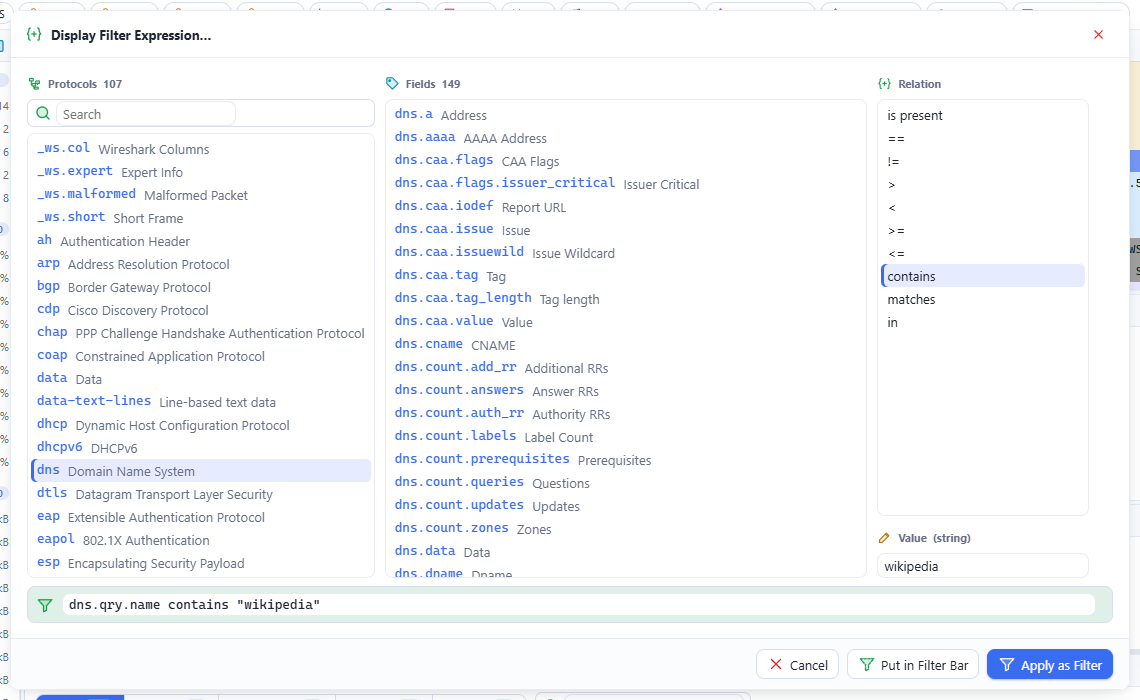 Display Filter Expression...
Protocols 107
Search
_ws.col Wireshark Columns
_ws.expert Expert Info
_ws.malformed Malformed Packet
_ws.short Short Frame
ah Authentication Header
arp Address Resolution Protocol
bgp Border Gateway Protocol
cdp Cisco Discovery Protocol
chap PPP Challenge Handshake Authentication Protocol
coap Constrained Application Protocol
data Data
data-text-lines Line-based text data
dhcp Dynamic Host Configuration Protocol
dhcpv6 DHCPv6
dns Domain Name System
dtls Datagram Transport Layer Security
eap Extensible Authentication Protocol
eapol 802.1X Authentication
esp Encapsulating Security Payload
Fields 149
dns.a Address
dns.aaaa AAAA Address
dns.caa.flags CAA Flags
dns.caa.flags.issuer_critical Issuer Critical
dns.caa.iodef Report URL
dns.caa.issue Issue
dns.caa.issuewild Issue Wildcard
dns.caa.tag Tag
dns.caa.tag_length Tag length
dns.caa.value Value
dns.cname CNAME
dns.count.add_rr Additional RRs
dns.count.answers Answer RRs
dns.count.auth_rr Authority RRs
dns.count.labels Label Count
dns.count.prerequisites Prerequisites
dns.count.queries Questions
dns.count.updates Updates
dns.count.zones Zones
dns.data Data
dns.dname Dname
{+} Relation
is present
==
!=
>
<
>=
<=
contains
matches
in
Value (string)
wikipedia
dns.qry.name contains "wikipedia"
Cancel
Put in Filter Bar
Apply as Filter